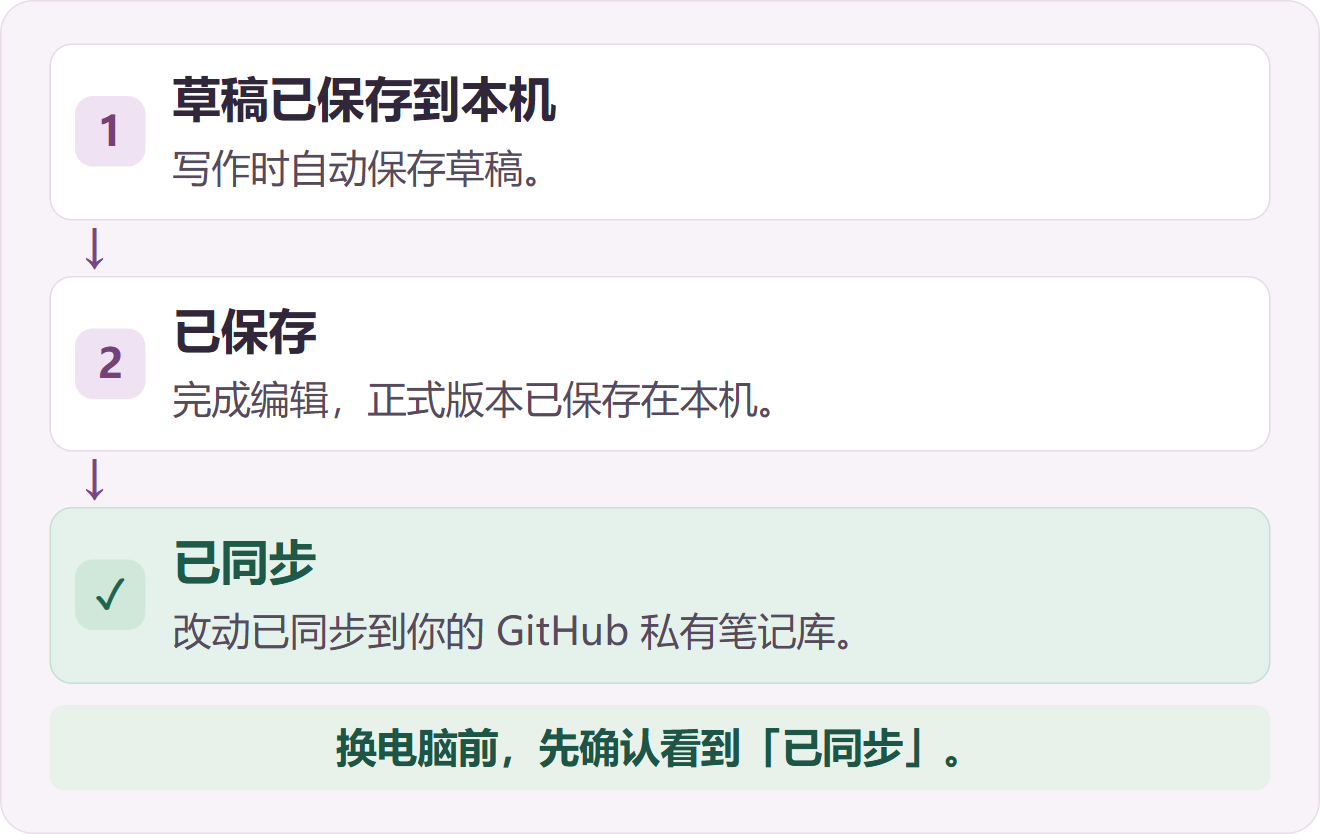 1
草稿已保存到本机
写作时自动保存草稿。
↓
2
已保存
完成编辑，正式版本已保存在本机。
↓
✓
已同步
改动已同步到你的 GitHub 私有笔记库。
换电脑前，先确认看到「已同步」。